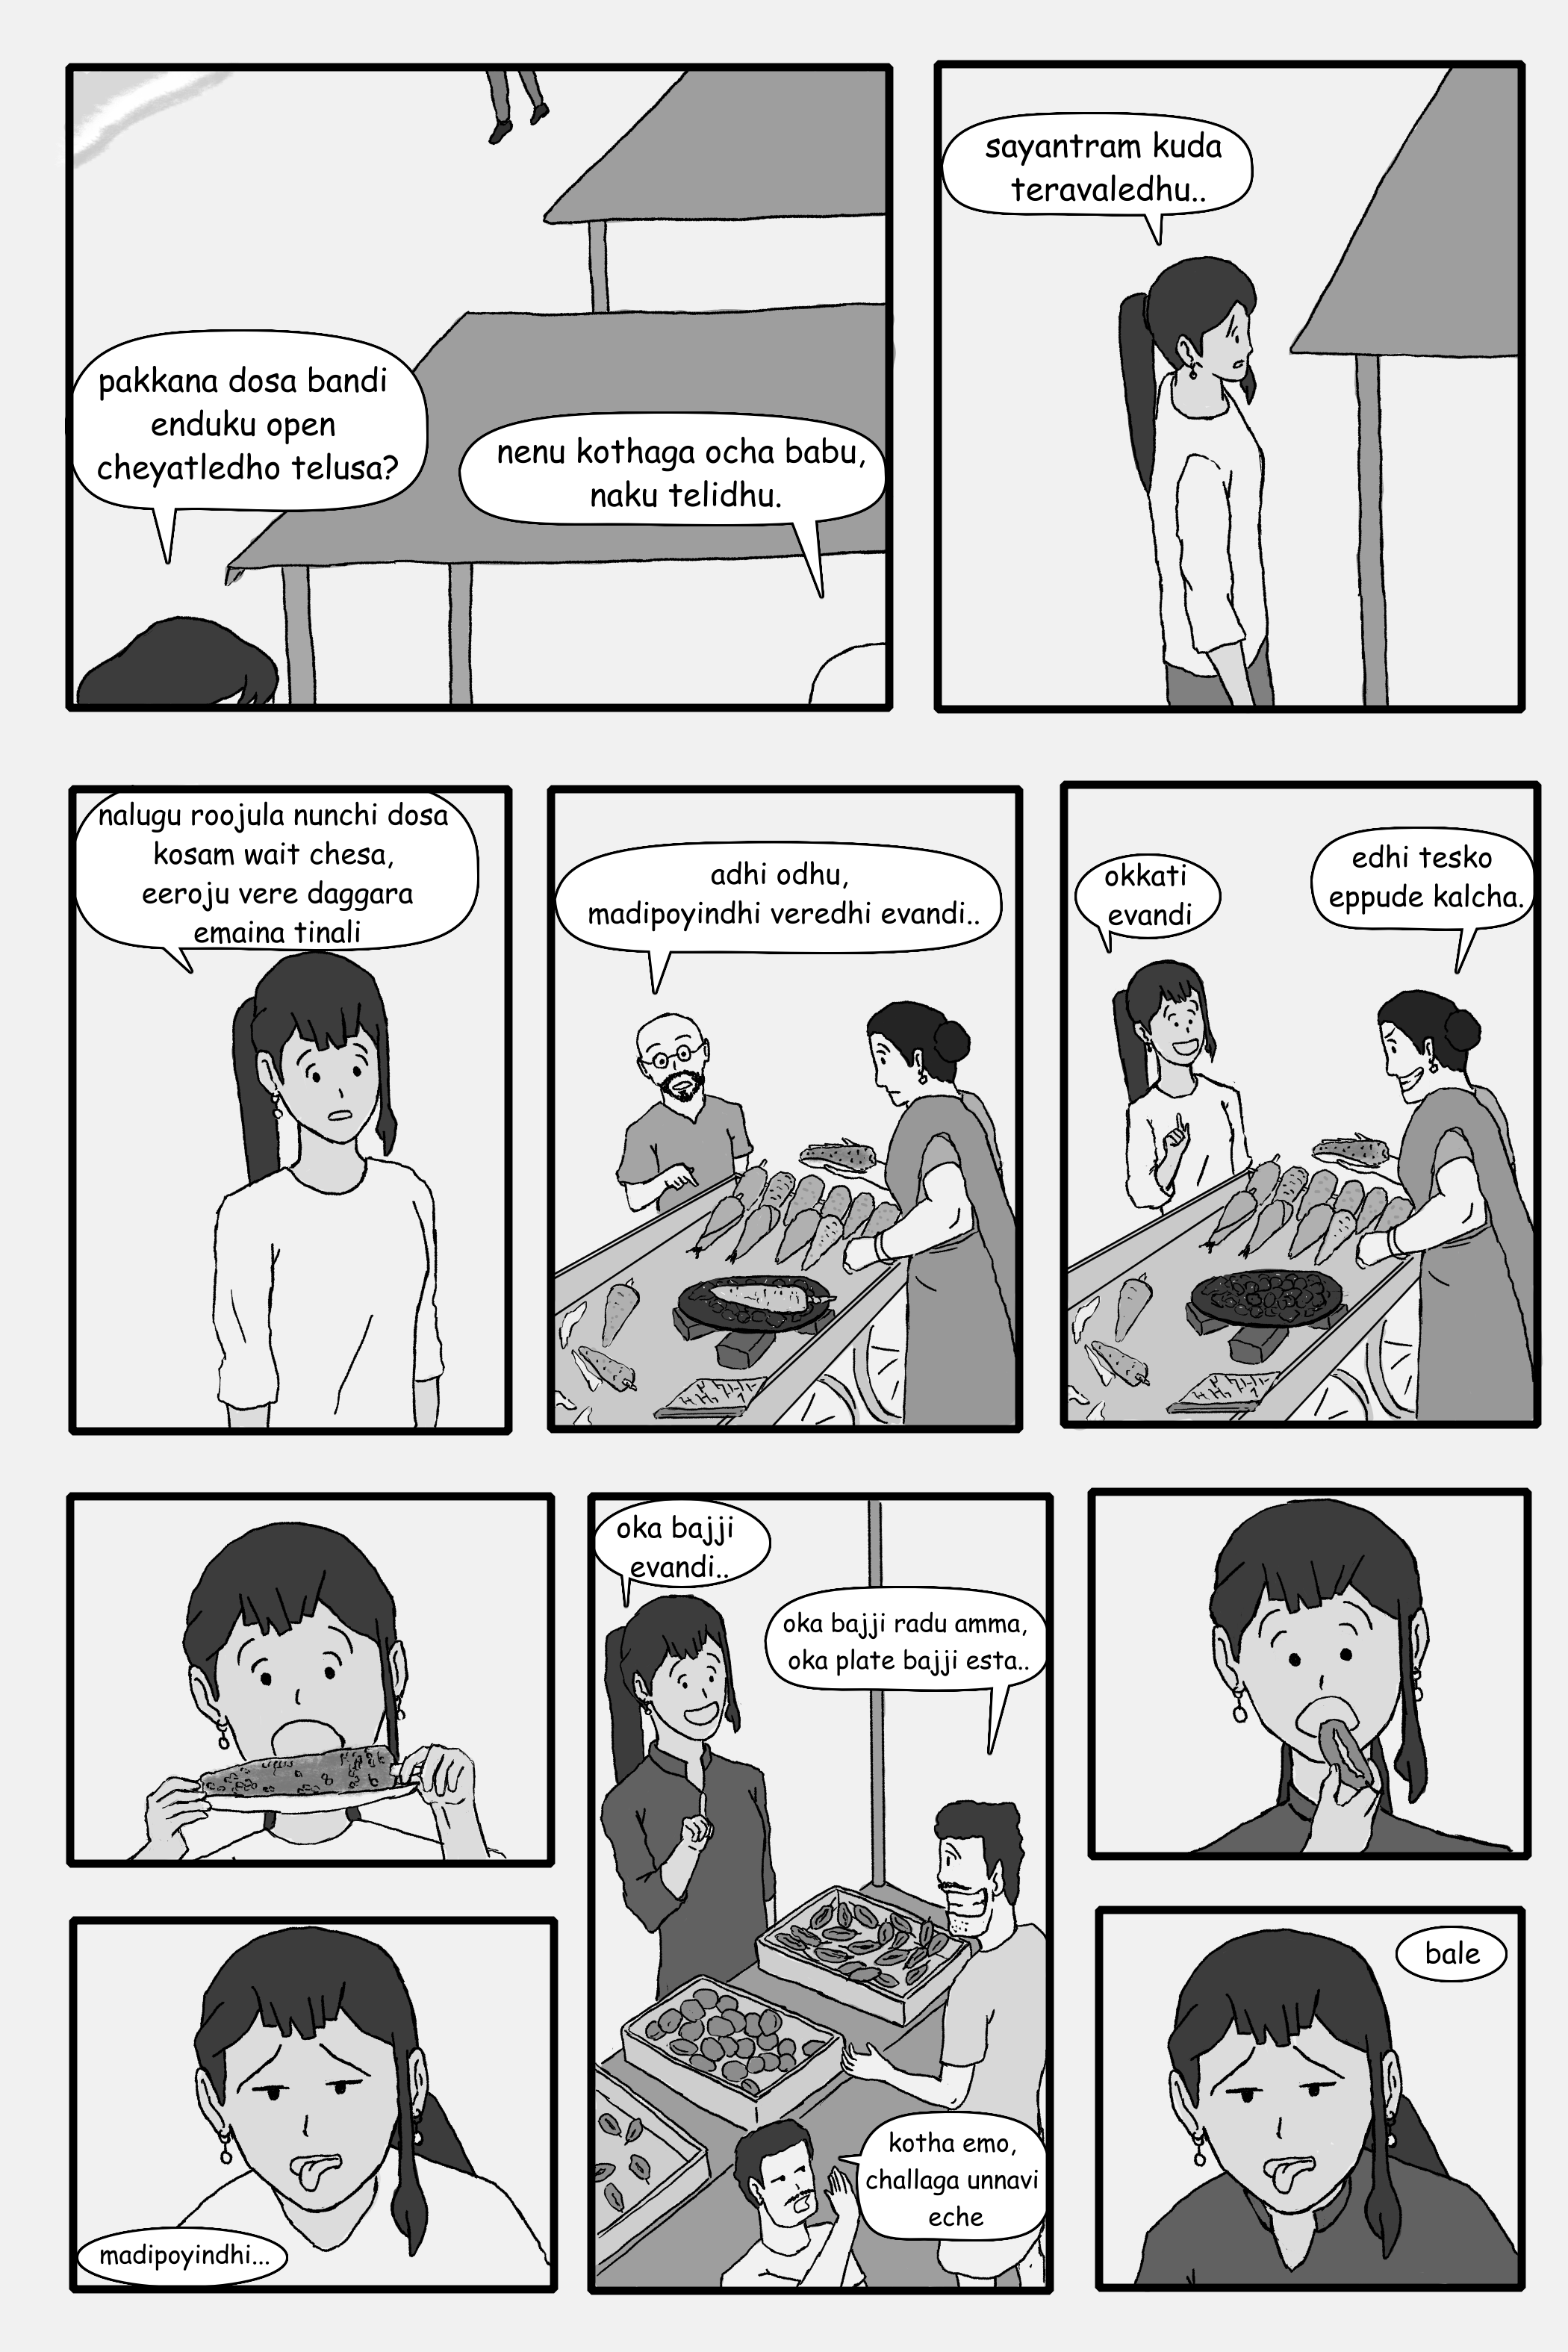 pakkana dosa bandi
enduku open
cheyatledho telusa?
nenu kothaga ocha babu,
naku telidhu.
sayantram kuda
teravaledhu..
nalugu roojula nunchi dosa
kosam wait chesa,
eeroju vere daggara
emaina tinali
adhi odhu,
madipoyindhi veredhi evandi..
okkati
evandi
edhi tesko
eppude kalcha.
madipoyindhi...
oka bajji
evandi..
oka bajji radu amma,
oka plate bajji esta..
kotha emo,
challaga unnavi
eche
bale